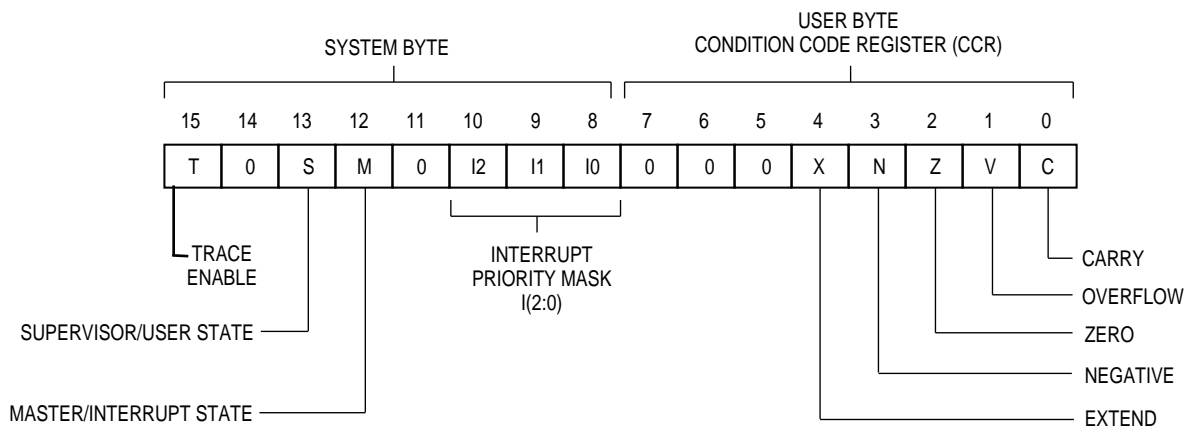 SYSTEM BYTE
USER BYTE
CONDITION CODE REGISTER (CCR)
15 14 13 12 11 10 9 8 7 6 5 4 3 2 1 0
T 0 S M 0 I2 I1 I0 0 0 0 X N Z V C
TRACE
ENABLE
INTERRUPT
PRIORITY MASK
I(2:0)
SUPERVISOR/USER STATE
MASTER/INTERRUPT STATE
CARRY
OVERFLOW
ZERO
NEGATIVE
EXTEND